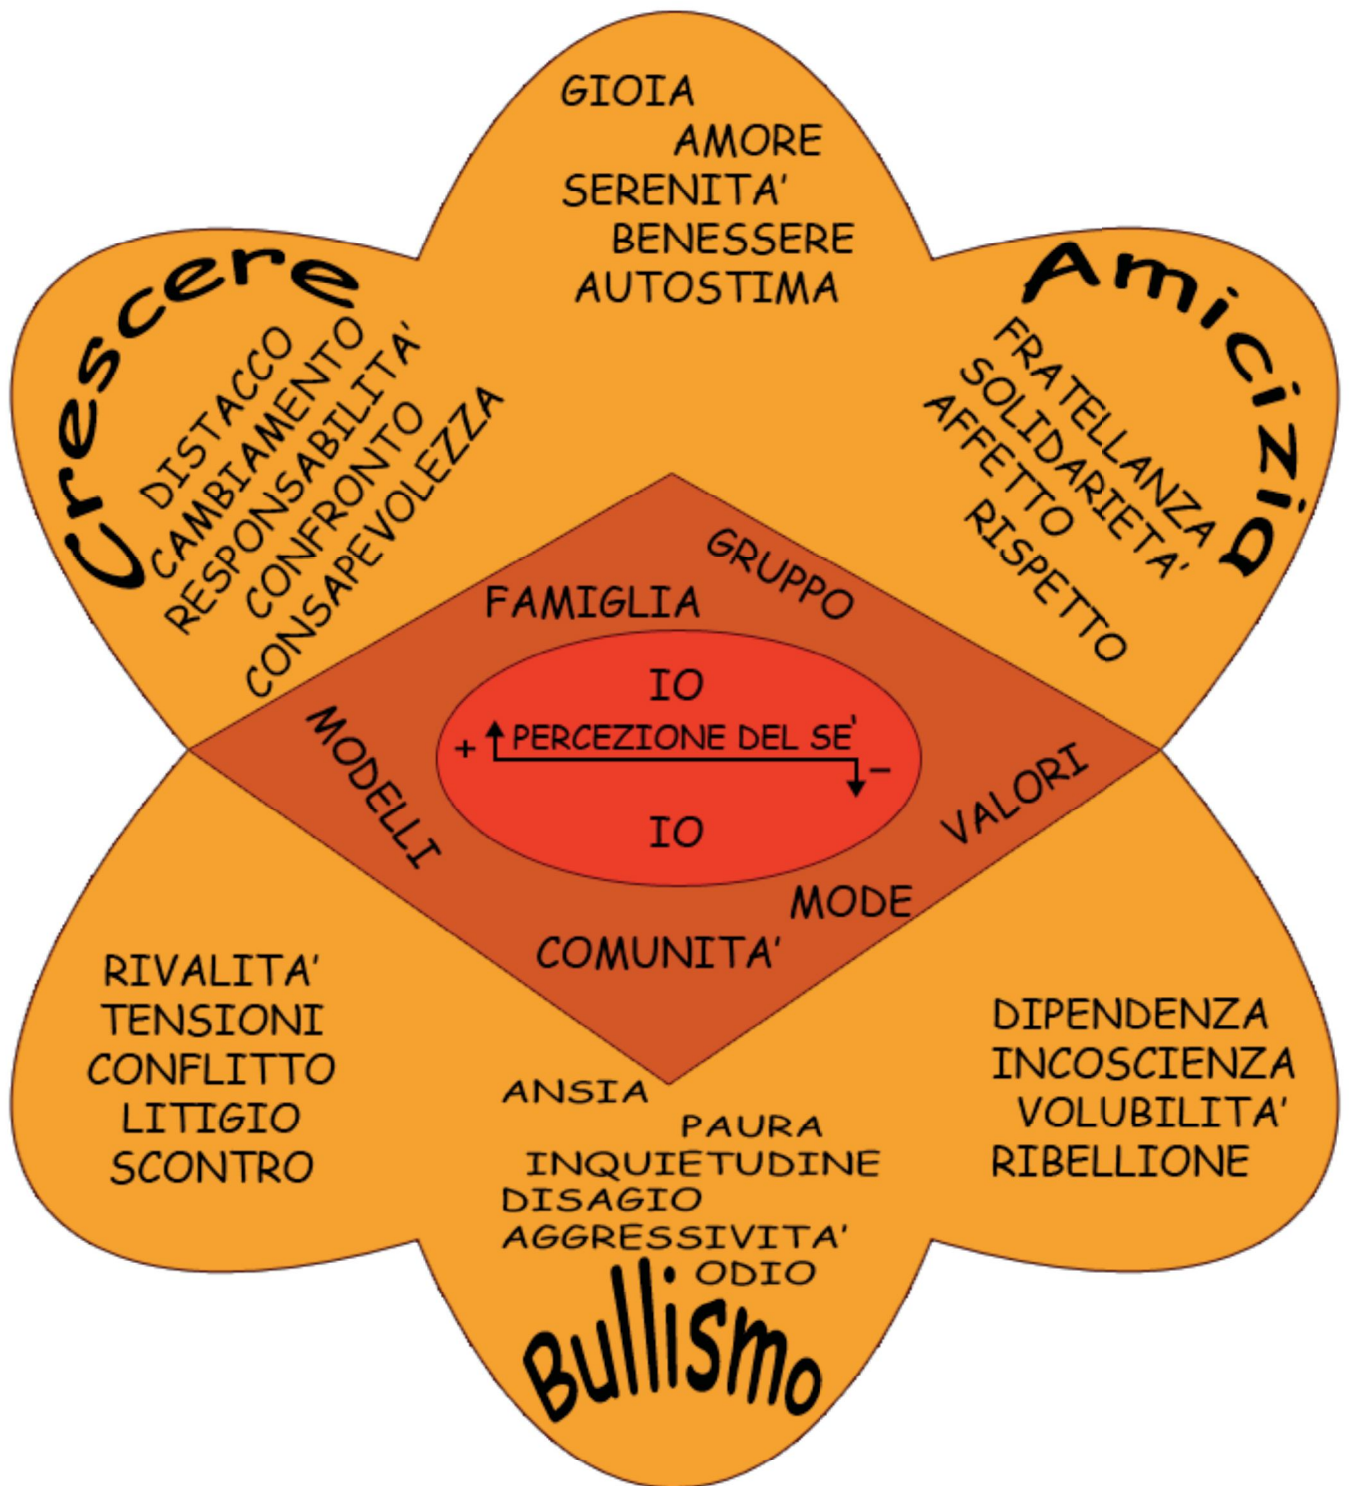 GIOIA
AMORE
SERENITA'
BENESSERE
AUTOSTIMA
Crescere
DISTACCO
CAMBIAMENTO
RESPONSABILITA'
CONFRONTO
CONSAPEVOLEZZA
Amicizia
FRATELLANZA
SOLIDARIETA'
AFFETTO
RISPETTO
FAMIGLIA
GRUPPO
MODELLI
VALORI
MODE
COMUNITA'
IO
+ PERCEZIONE DEL SE' -
IO
RIVALITA'
TENSIONI
CONFLITTO
LITIGIO
SCONTRO
ANSIA
PAURA
INQUIETUDINE
DISAGIO
AGGRESSIVITA'
ODIO
Bullismo
DIPENDENZA
INCOSCIENZA
VOLUBILITA'
RIBELLIONE